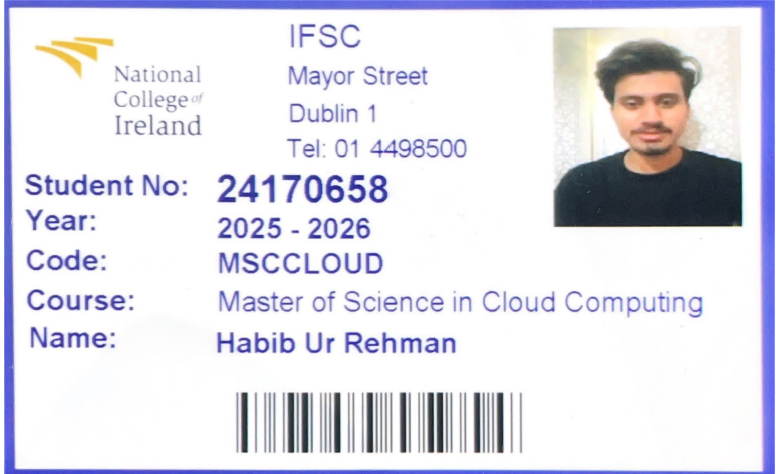 National
College of
Ireland
IFSC
Mayor Street
Dublin 1
Tel: 01 4498500
Student No: 24170658
Year: 2025 - 2026
Code: MSCCLOUD
Course: Master of Science in Cloud Computing
Name: Habib Ur Rehman